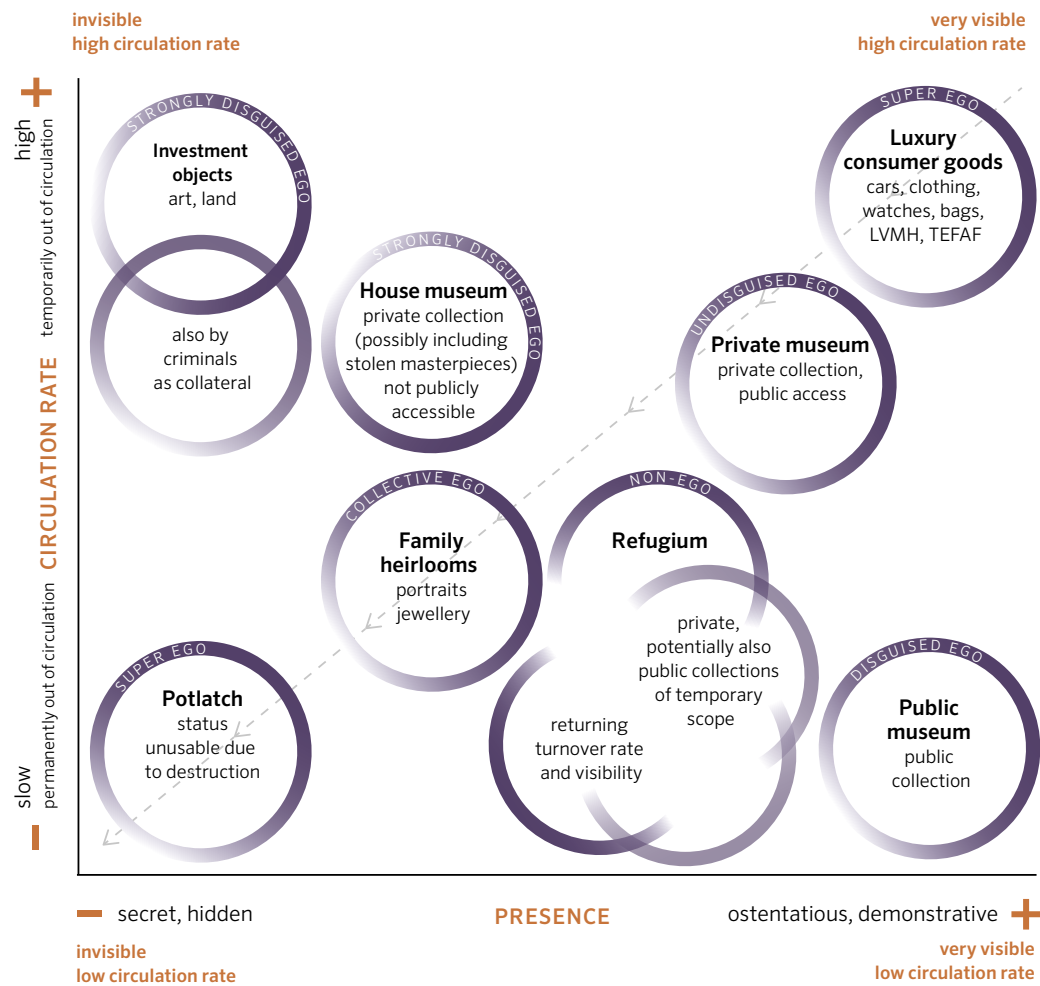 invisible
high circulation rate
very visible
high circulation rate
high
temporarily out of circulation
CIRCULATION RATE
slow
permanently out of circulation
STRONGLY DISGUISED EGO
Investment
objects
art, land
also by
criminals
as collateral
STRONGLY DISGUISED EGO
House museum
private collection
(possibly including
stolen masterpieces)
not publicly
accessible
SUPER EGO
Luxury
consumer goods
cars, clothing,
watches, bags,
LVMH, TEFAF
UNDISGUISED EGO
Private museum
private collection,
public access
COLLECTIVE EGO
Family
heirlooms
portraits
jewellery
NON-EGO
Refugium
private,
potentially also
public collections
of temporary
scope
returning
turnover rate
and visibility
SUPER EGO
Potlatch
status
unusable due
to destruction
DISGUISED EGO
Public
museum
public
collection
secret, hidden
PRESENCE
ostentatious, demonstrative
invisible
low circulation rate
very visible
low circulation rate